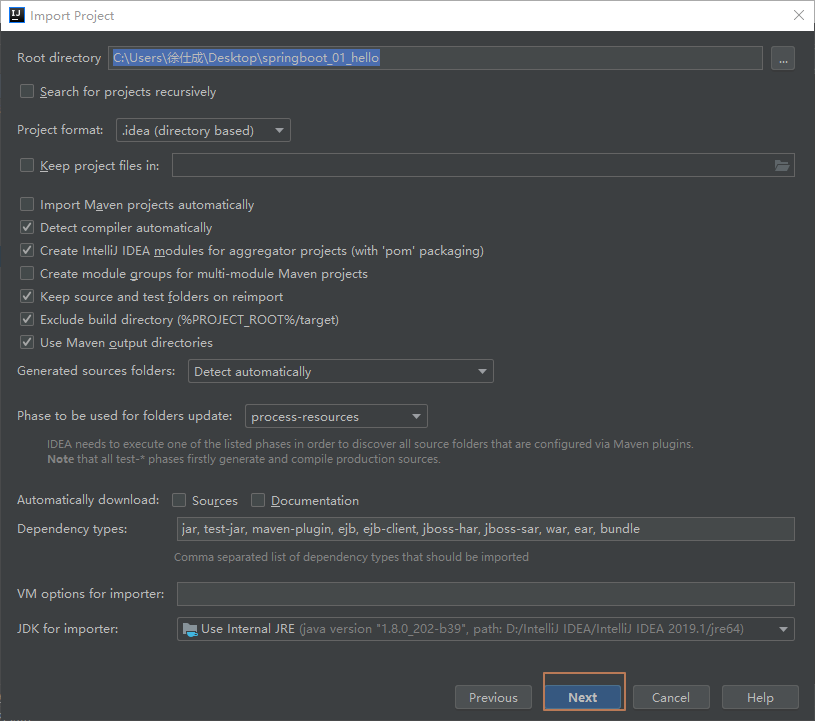 IJ Import Project
Root directory C:\Users\徐仕成\Desktop\springboot_01_hello ...
Search for projects recursively
Project format: .idea (directory based)
Keep project files in:
Import Maven projects automatically
Detect compiler automatically
Create IntelliJ IDEA modules for aggregator projects (with 'pom' packaging)
Create module groups for multi-module Maven projects
Keep source and test folders on reimport
Exclude build directory (%PROJECT_ROOT%/target)
Use Maven output directories
Generated sources folders: Detect automatically
Phase to be used for folders update: process-resources
IDEA needs to execute one of the listed phases in order to discover all source folders that are configured via Maven plugins.
Note that all test-* phases firstly generate and compile production sources.
Automatically download: Sources Documentation
Dependency types: jar, test-jar, maven-plugin, ejb, ejb-client, jboss-har, jboss-sar, war, ear, bundle
Comma separated list of dependency types that should be imported
VM options for importer:
JDK for importer: Use Internal JRE (java version "1.8.0_202-b39", path: D:/IntelliJ IDEA/IntelliJ IDEA 2019.1/jre64)
Previous Next Cancel Help